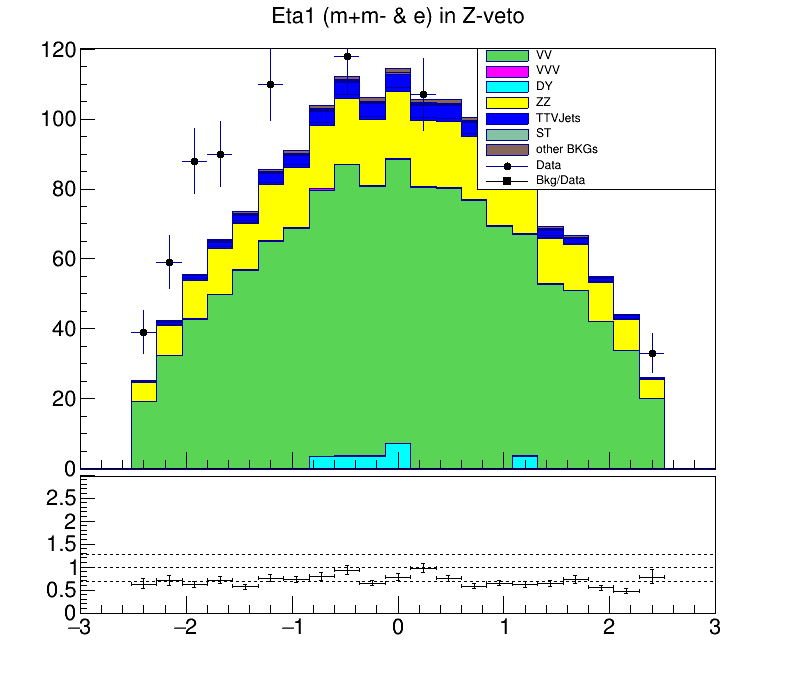 Eta1 (m+m- & e) in Z-veto
120
100
80
60
40
20
0
VV
VVV
DY
ZZ
TTVJets
ST
other BKGs
Data
Bkg/Data
2.5
2
1.5
1
0.5
0
−3 −2 −1 0 1 2 3